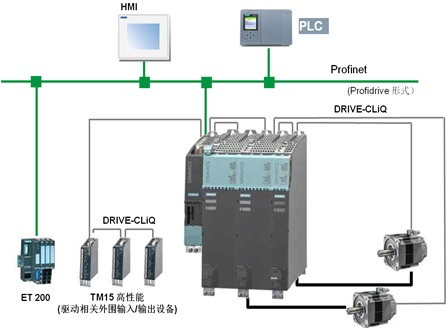 HMI
PLC
Profinet
(Profidrive 形式)
DRIVE-CLiQ
DRIVE-CLiQ
ET 200
TM15 高性能
(驱动相关外围输入/输出设备)